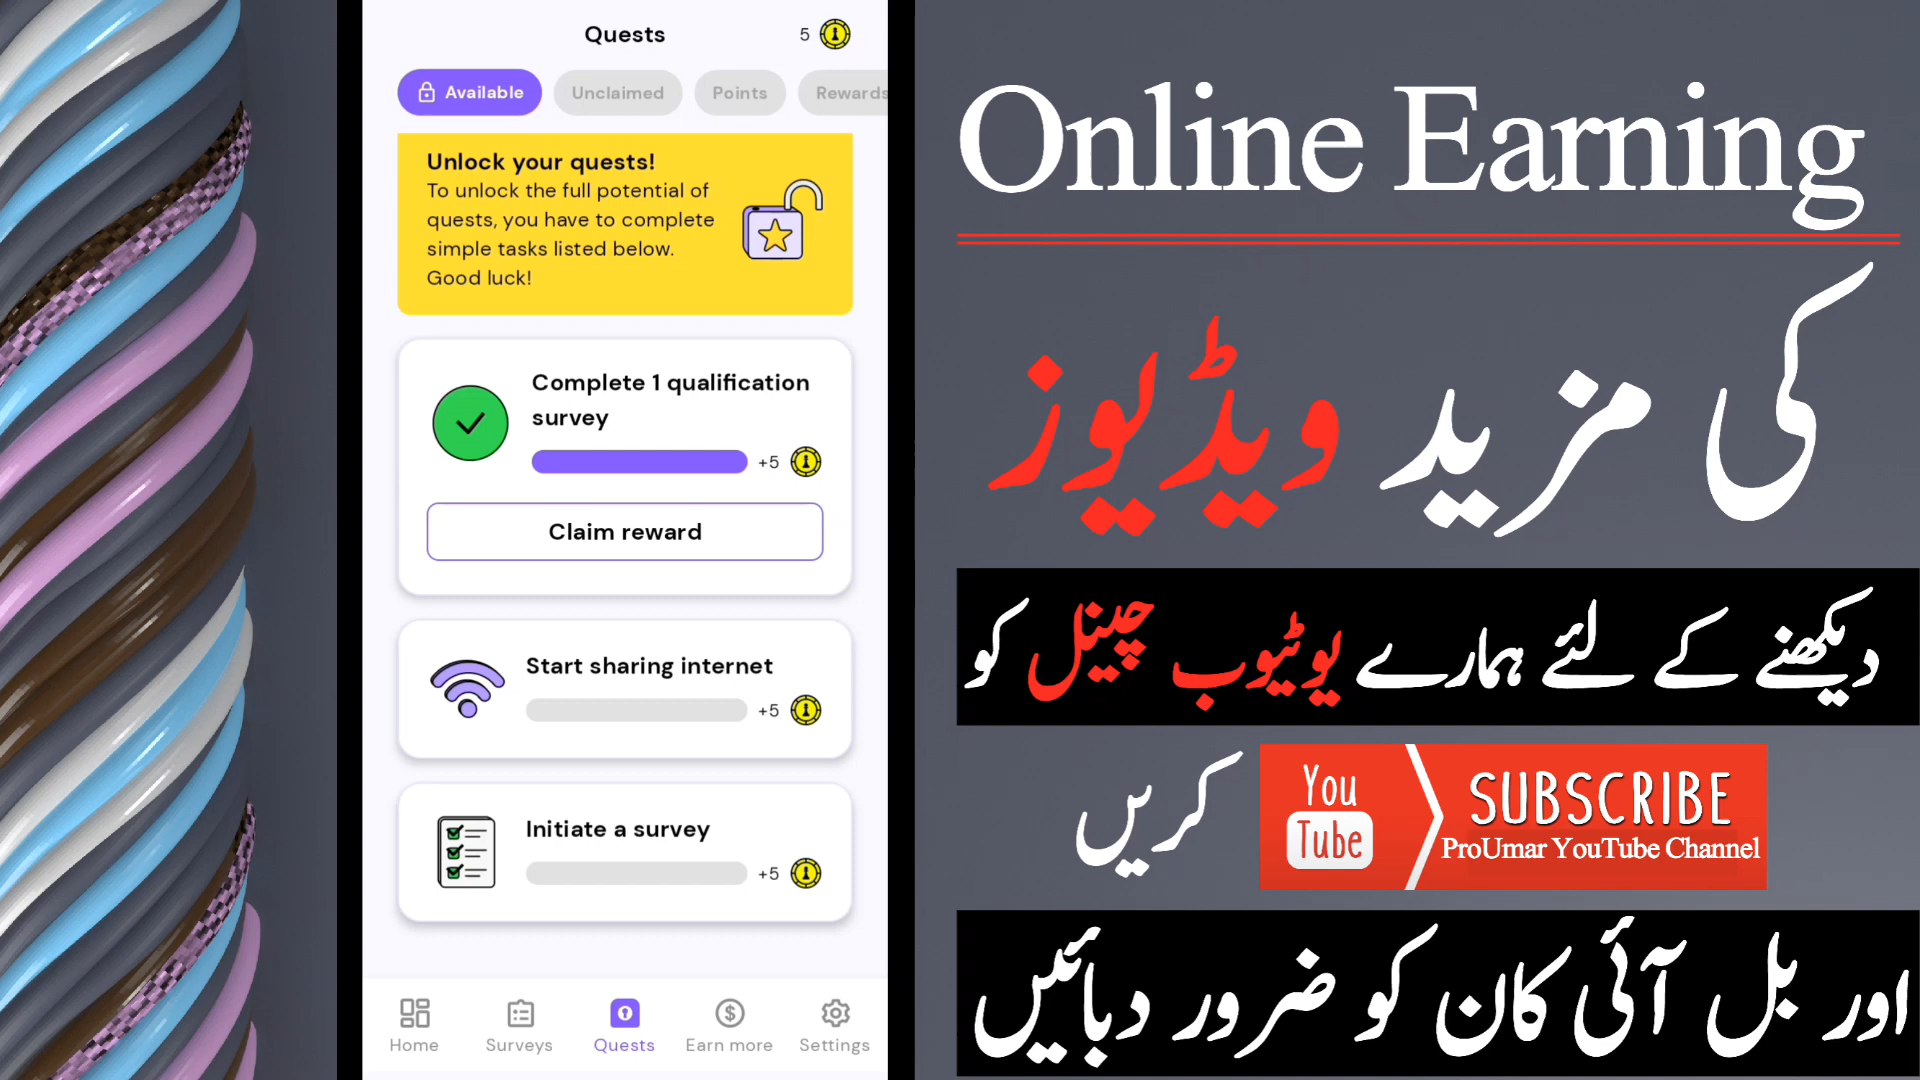 Quests
5
Available
Unclaimed
Points
Rewards
Unlock your quests!
To unlock the full potential of
quests, you have to complete
simple tasks listed below.
Good luck!
Complete 1 qualification
survey
+5
Claim reward
Start sharing internet
+5
Initiate a survey
+5
Home
Surveys
Quests
Earn more
Settings
Online Earning
کی مزید ویڈیوز
دیکھنے کے لئے ہمارے یوٹیوب چینل کو
You
Tube
SUBSCRIBE
ProUmar YouTube Channel
کریں
اور بل آئی کان کو ضرور دبائیں